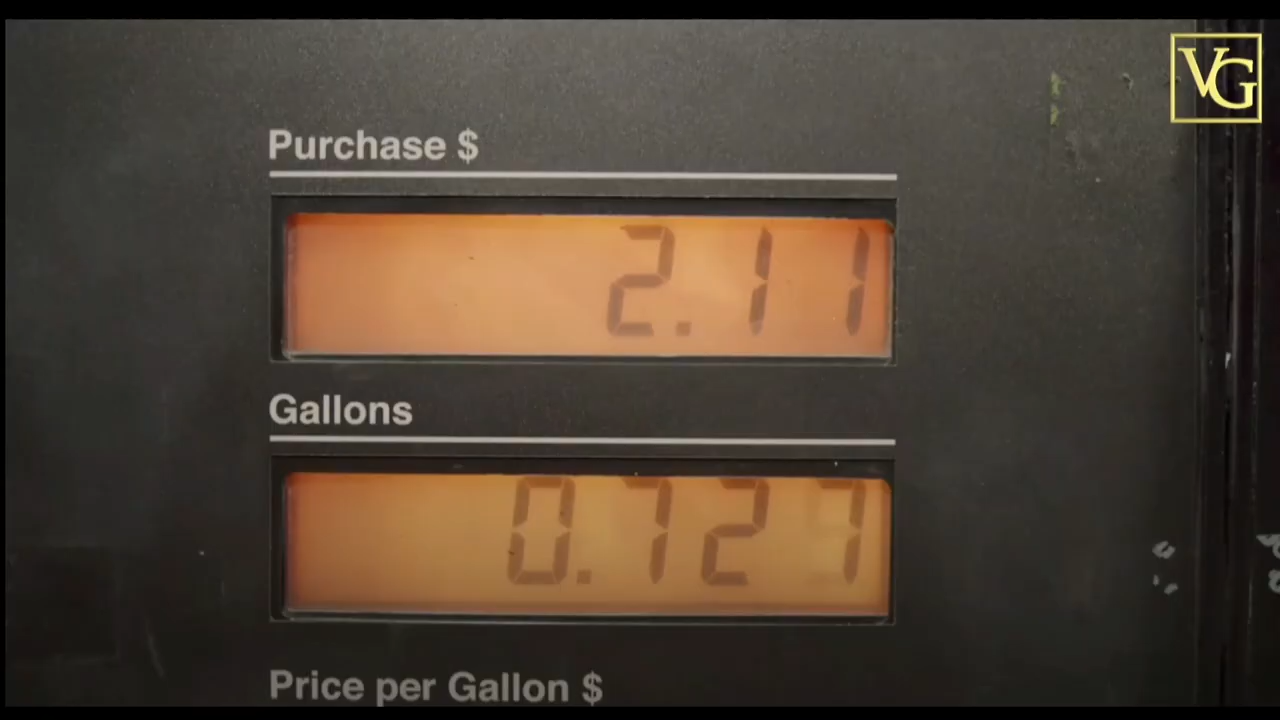 VG
Purchase $
2.11
Gallons
0.727
Price per Gallon $